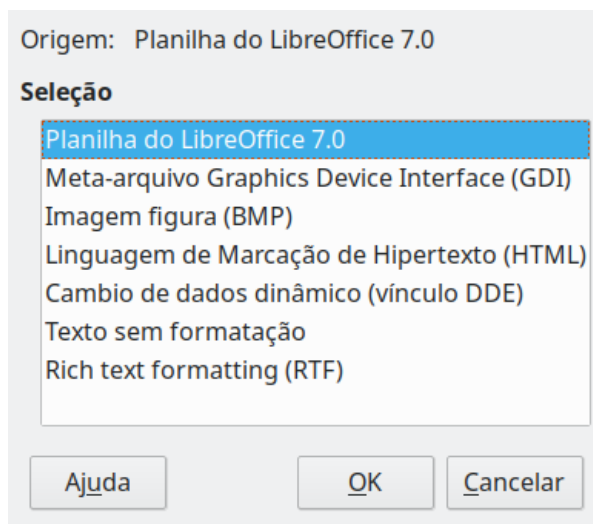 Origem: Planilha do LibreOffice 7.0
Seleção
Planilha do LibreOffice 7.0
Meta-arquivo Graphics Device Interface (GDI)
Imagem figura (BMP)
Linguagem de Marcação de Hipertexto (HTML)
Cambio de dados dinâmico (vínculo DDE)
Texto sem formatação
Rich text formatting (RTF)
Ajuda OK Cancelar